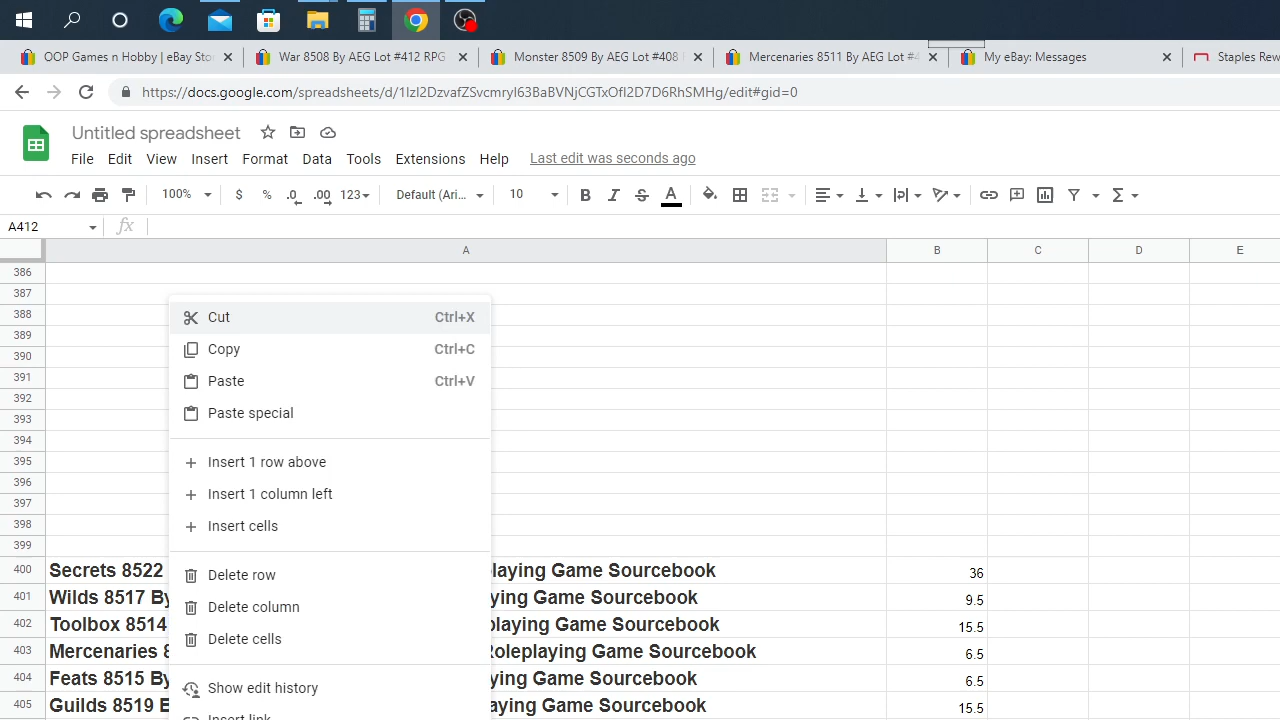 OOP Games n Hobby | eBay Sto
War 8508 By AEG Lot #412 RPG
Monster 8509 By AEG Lot #408
Mercenaries 8511 By AEG Lot #4
My eBay: Messages
Staples Rew
https://docs.google.com/spreadsheets/d/1IzI2DzvafZSvcmryI63BaBVNjCGTxOfI2D7D6RhSMHg/edit#gid=0
Untitled spreadsheet
File Edit View Insert Format Data Tools Extensions Help Last edit was seconds ago
100% $ % .0 .00 123 Default (Ari... 10 B I S A Σ
A412 fx
A B C D E
386
387
388
389
390
391
392
393
394
395
396
397
398
399
400 Secrets 8522 laying Game Sourcebook 36
401 Wilds 8517 By ying Game Sourcebook 9.5
402 Toolbox 8514 playing Game Sourcebook 15.5
403 Mercenaries 8 Roleplaying Game Sourcebook 6.5
404 Feats 8515 By ying Game Sourcebook 6.5
405 Guilds 8519 aying Game Sourcebook 15.5
Cut Ctrl+X
Copy Ctrl+C
Paste Ctrl+V
Paste special
Insert 1 row above
Insert 1 column left
Insert cells
Delete row
Delete column
Delete cells
Show edit history
Insert link